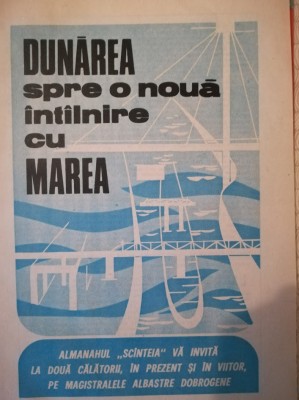 DUNĂREA
spre o nouă
întîlnire
cu
MAREA
ALMANAHUL „SCÎNTEIA" VĂ INVITĂ
LA DOUĂ CĂLĂTORII, ÎN PREZENT ȘI ÎN VIITOR,
PE MAGISTRALELE ALBASTRE DOBROGENE